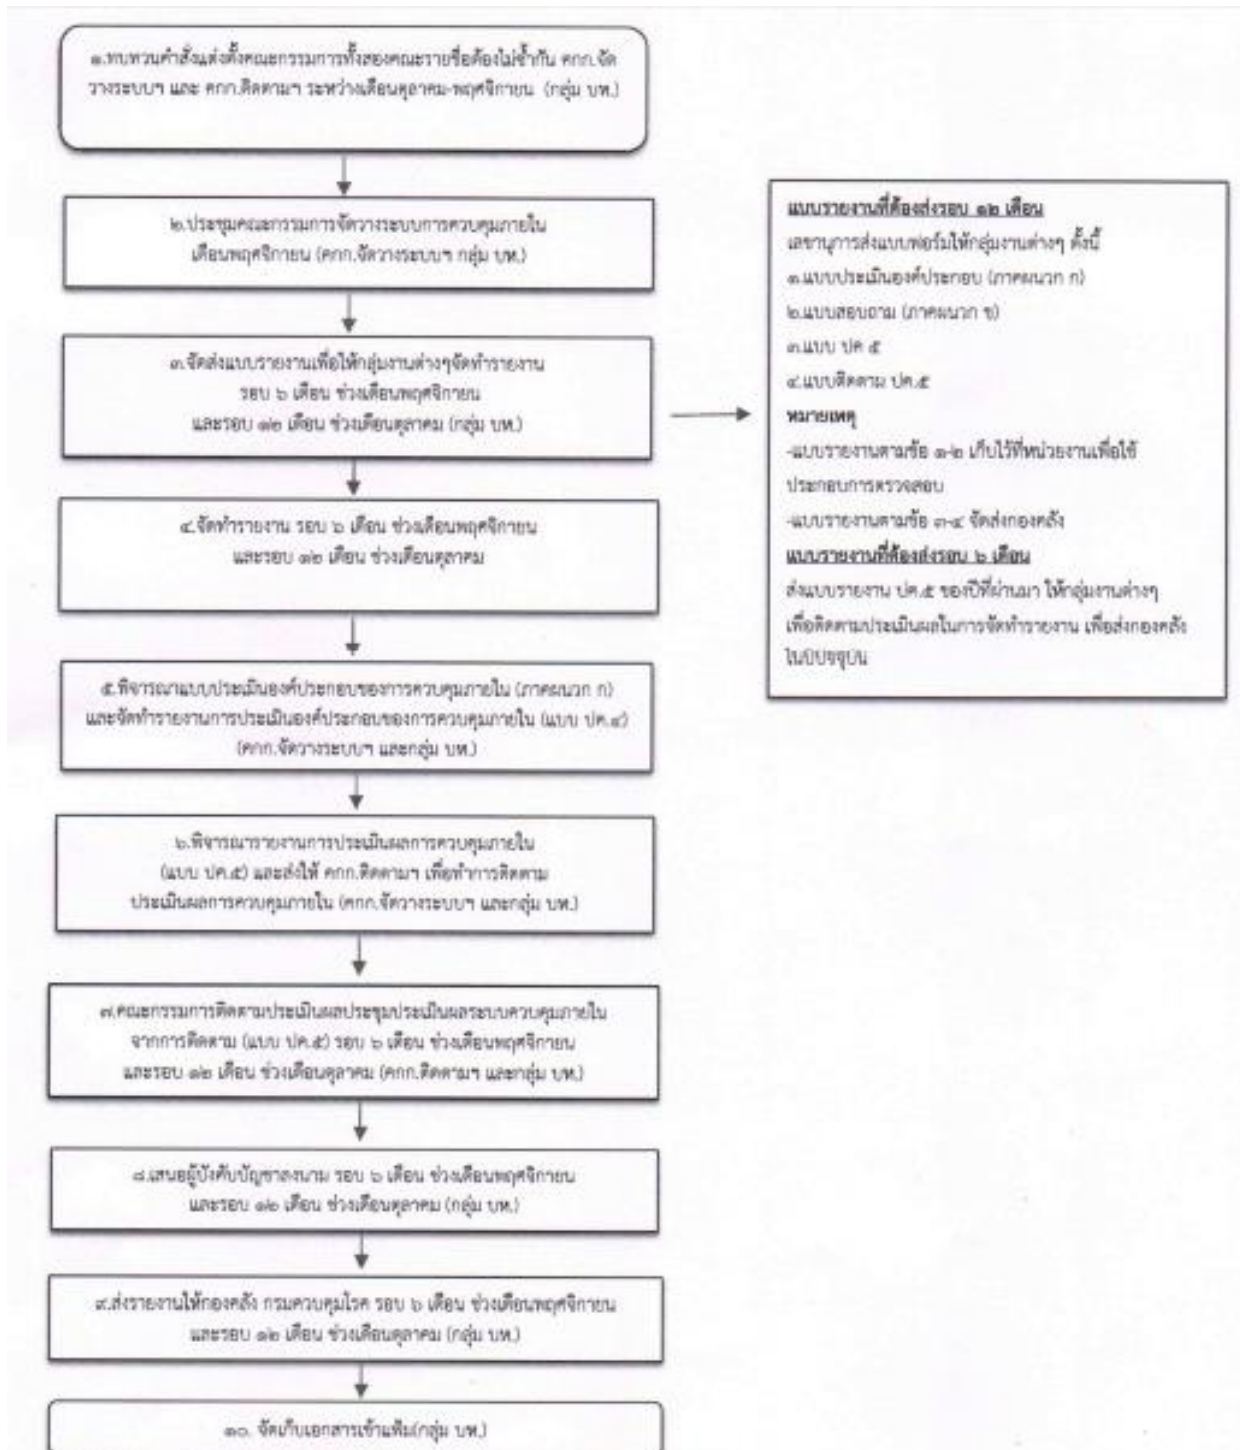 ๑.ทบทวนคำสั่งแต่งตั้งคณะกรรมการทั้งสองคณะรายชื่อต้องไม่ซ้ำกัน คกก.จัด
วางระบบฯ และ คกก.ติดตามฯ ระหว่างเดือนตุลาคม-พฤศจิกายน (กลุ่ม บห.)
๒.ประชุมคณะกรรมการจัดวางระบบการควบคุมภายใน
เดือนพฤศจิกายน (คกก.จัดวางระบบฯ กลุ่ม บห.)
๓.จัดส่งแบบรายงานเพื่อให้กลุ่มงานต่างๆจัดทำรายงาน
รอบ ๖ เดือน ช่วงเดือนพฤศจิกายน
และรอบ ๑๒ เดือน ช่วงเดือนตุลาคม (กลุ่ม บห.)
แบบรายงานที่ต้องส่งรอบ ๑๒ เดือน
เลขานุการส่งแบบฟอร์มให้กลุ่มงานต่างๆ ดังนี้
๑.แบบประเมินองค์ประกอบ (ภาคผนวก ก)
๒.แบบสอบถาม (ภาคผนวก ข)
๓.แบบ ปค ๕
๔.แบบติดตาม ปค.๕
หมายเหตุ
-แบบรายงานตามข้อ ๑-๒ เก็บไว้ที่หน่วยงานเพื่อใช้
ประกอบการตรวจสอบ
-แบบรายงานตามข้อ ๓-๔ จัดส่งกองคลัง
แบบรายงานที่ต้องส่งรอบ ๖ เดือน
ส่งแบบรายงาน ปค.๕ ของปีที่ผ่านมา ให้กลุ่มงานต่างๆ
เพื่อติดตามประเมินผลในการจัดทำรายงาน เพื่อส่งกองคลัง
ในปีปัจจุบัน
๔.จัดทำรายงาน รอบ ๖ เดือน ช่วงเดือนพฤศจิกายน
และรอบ ๑๒ เดือน ช่วงเดือนตุลาคม
๕.พิจารณาแบบประเมินองค์ประกอบของการควบคุมภายใน (ภาคผนวก ก)
และจัดทำรายงานการประเมินองค์ประกอบของการควบคุมภายใน (แบบ ปค.๔)
(คกก.จัดวางระบบฯ และกลุ่ม บห.)
๖.พิจารณารายงานการประเมินผลการควบคุมภายใน
(แบบ ปค.๕) และส่งให้ คกก.ติดตามฯ เพื่อทำการติดตาม
ประเมินผลการควบคุมภายใน (คกก.จัดวางระบบฯ และกลุ่ม บห.)
๗.คณะกรรมการติดตามประเมินผลประชุมประเมินผลระบบควบคุมภายใน
จากการติดตาม (แบบ ปค.๕) รอบ ๖ เดือน ช่วงเดือนพฤศจิกายน
และรอบ ๑๒ เดือน ช่วงเดือนตุลาคม (คกก.ติดตามฯ และกลุ่ม บห.)
๘.เสนอผู้บังคับบัญชาลงนาม รอบ ๖ เดือน ช่วงเดือนพฤศจิกายน
และรอบ ๑๒ เดือน ช่วงเดือนตุลาคม (กลุ่ม บห.)
๙.ส่งรายงานให้กองคลัง กรมควบคุมโรค รอบ ๖ เดือน ช่วงเดือนพฤศจิกายน
และรอบ ๑๒ เดือน ช่วงเดือนตุลาคม (กลุ่ม บห.)
๑๐. จัดเก็บเอกสารเข้าแฟ้ม(กลุ่ม บห.)